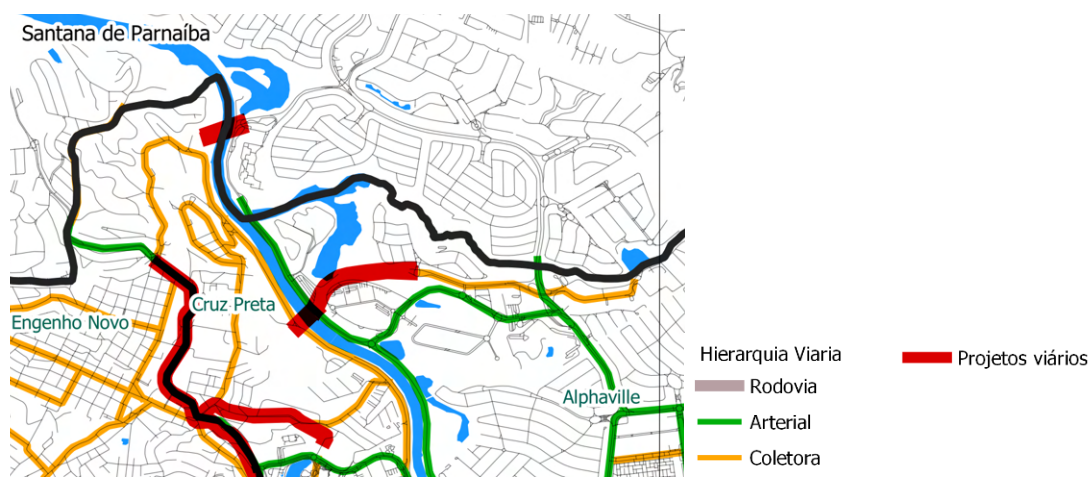 Santana de Parnaíba
Cruz Preta
Engenho Novo
Alphaville
Hierarquia Viaria
Rodovia
Arterial
Coletora
Projetos viários